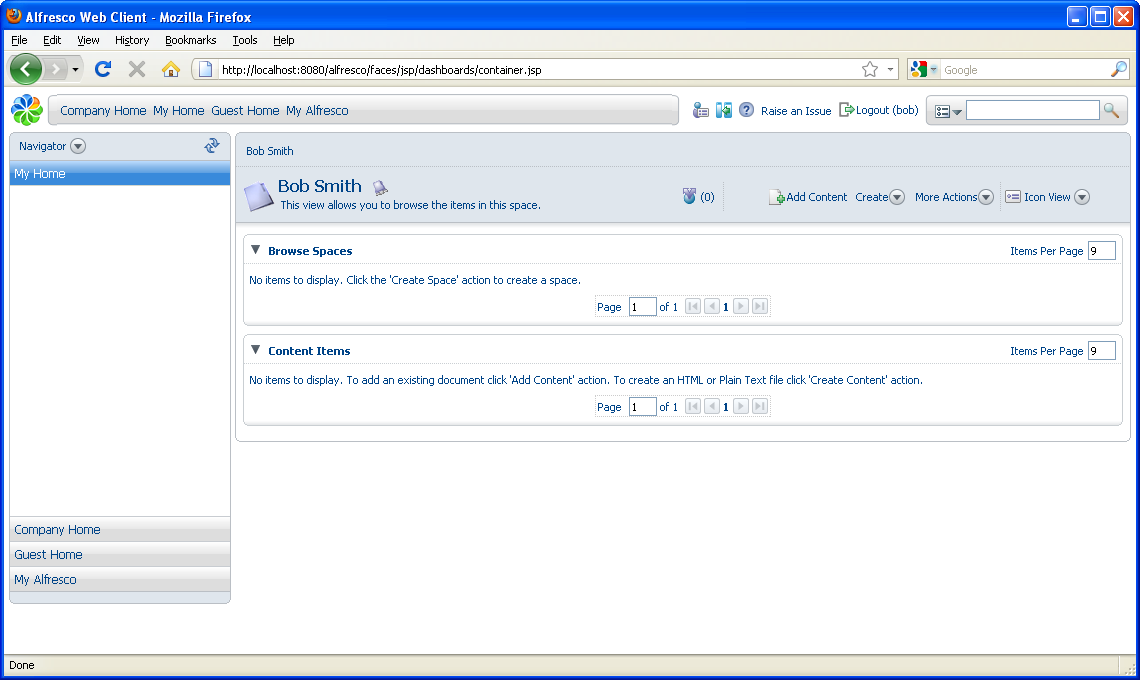 Alfresco Web Client - Mozilla Firefox
File Edit View History Bookmarks Tools Help
http://localhost:8080/alfresco/faces/jsp/dashboards/container.jsp Google
Company Home My Home Guest Home My Alfresco Raise an Issue Logout (bob)
Navigator
My Home
Company Home
Guest Home
My Alfresco
Bob Smith
Bob Smith
This view allows you to browse the items in this space.
(0) Add Content Create More Actions Icon View
Browse Spaces Items Per Page 9
No items to display. Click the 'Create Space' action to create a space.
Page 1 of 1 1
Content Items Items Per Page 9
No items to display. To add an existing document click 'Add Content' action. To create an HTML or Plain Text file click 'Create Content' action.
Page 1 of 1 1
Done